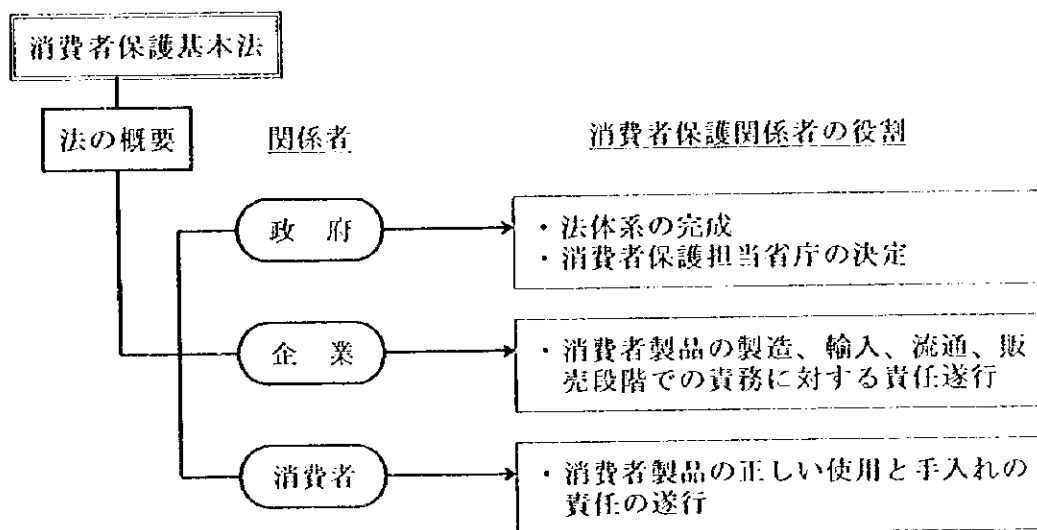 消費者保護基本法
法の概要
関係者
消費者保護関係者の役割
政　府
・法体系の完成
・消費者保護担当省庁の決定
企　業
・消費者製品の製造、輸入、流通、販
売段階での責務に対する責任遂行
消費者
・消費者製品の正しい使用と手入れの
責任の遂行